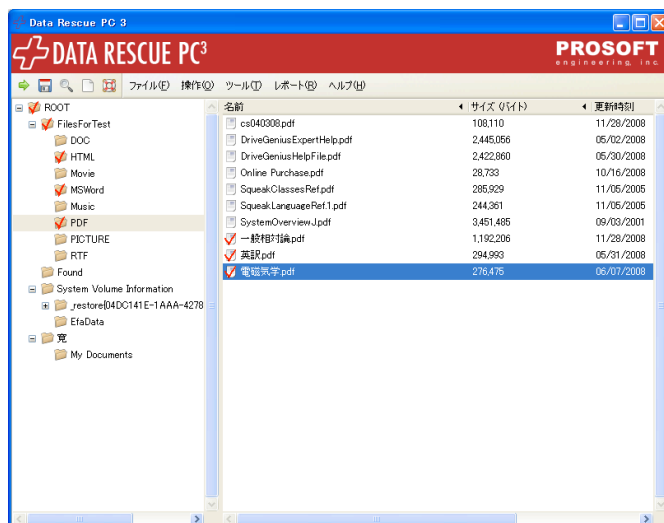 Data Rescue PC 3
DATA RESCUE PC3
PROSOFT
engineering, inc.
ファイル(F) 操作(O) ツール(T) レポート(R) ヘルプ(H)
ROOT
FilesForTest
DOC
HTML
Movie
MSWord
Music
PDF
PICTURE
RTF
Found
System Volume Information
_restore{04DC141E-1AAA-4278
EfaData
寛
My Documents
名前 サイズ (バイト) 更新時刻
cs040308.pdf 108,110 11/28/2008
DriveGeniusExpertHelp.pdf 2,445,056 05/02/2008
DriveGeniusHelpFile.pdf 2,422,860 05/30/2008
Online Purchase.pdf 28,733 10/16/2008
SqueakClassesRef.pdf 285,929 11/05/2005
SqueakLanguageRef.1.pdf 244,361 11/05/2005
SystemOverviewJ.pdf 3,451,485 09/03/2001
一般相対論.pdf 1,192,206 11/28/2008
英訳.pdf 294,993 05/31/2008
電磁気学.pdf 276,475 06/07/2008